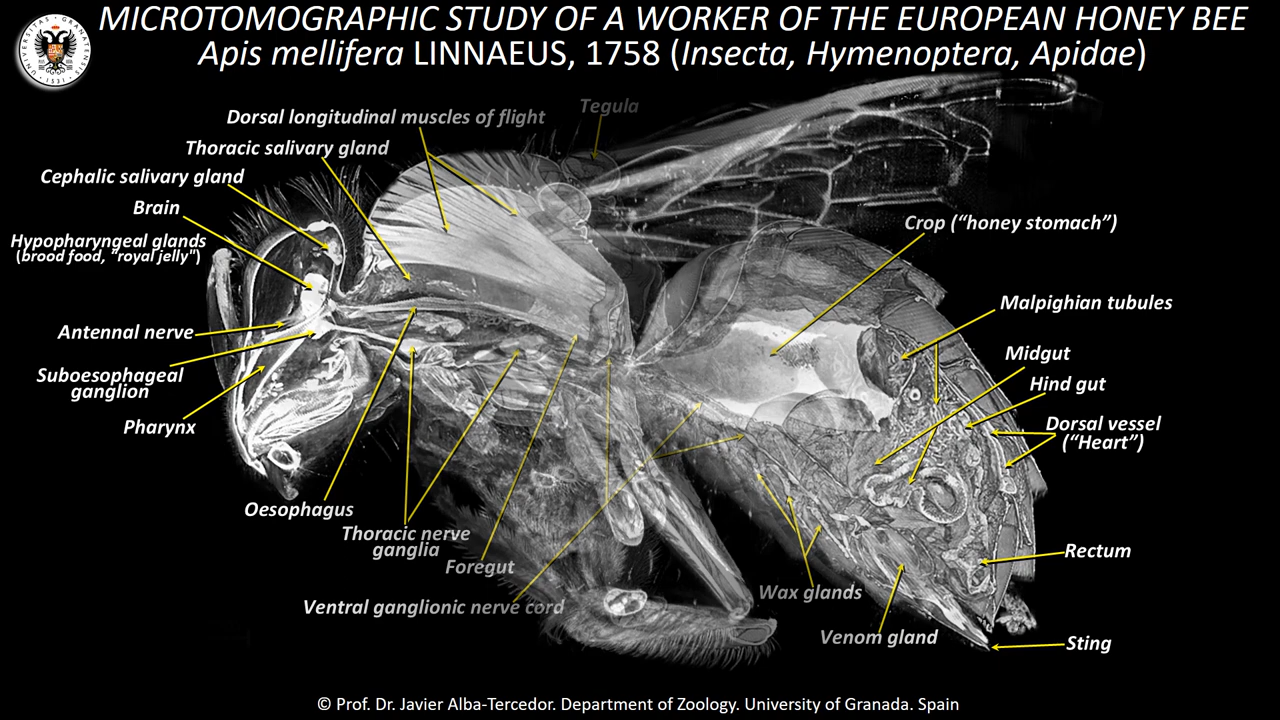 MICROTOMOGRAPHIC STUDY OF A WORKER OF THE EUROPEAN HONEY BEE
Apis mellifera LINNAEUS, 1758 (Insecta, Hymenoptera, Apidae)
Tegula
Dorsal longitudinal muscles of flight
Thoracic salivary gland
Cephalic salivary gland
Brain
Hypopharyngeal glands
(brood food, "royal jelly")
Antennal nerve
Suboesophageal
ganglion
Pharynx
Oesophagus
Thoracic nerve
ganglia
Foregut
Ventral ganglionic nerve cord
Crop (“honey stomach”)
Malpighian tubules
Midgut
Hind gut
Dorsal vessel
(“Heart”)
Rectum
Wax glands
Venom gland
Sting
© Prof. Dr. Javier Alba-Tercedor. Department of Zoology. University of Granada. Spain